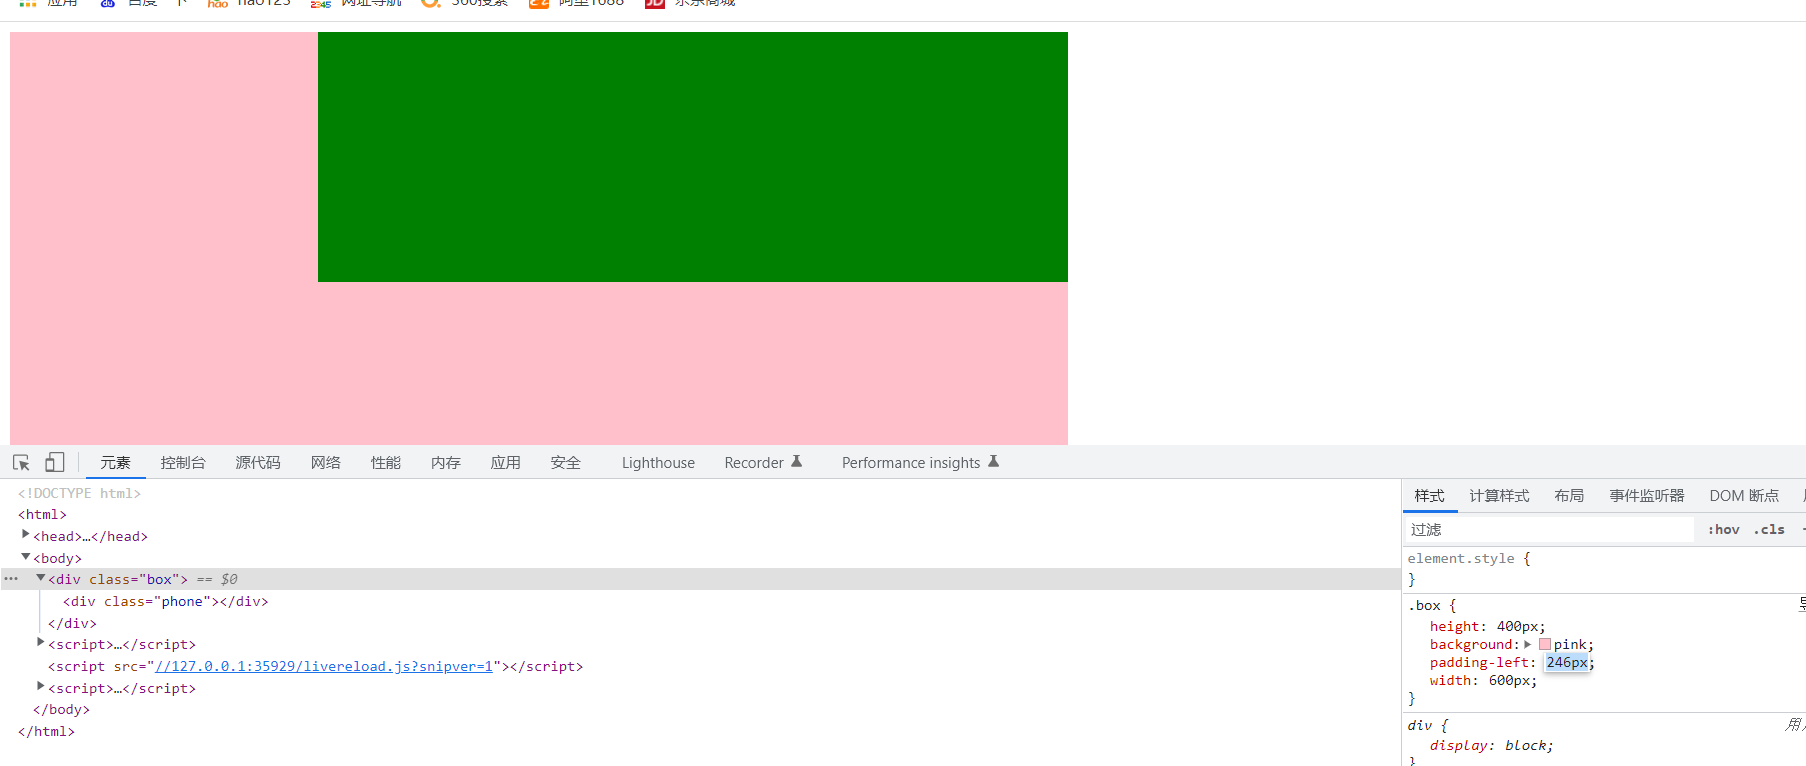 应用 百度一下 hao123 网址导航 360搜索 阿里1688 京东商城
元素 控制台 源代码 网络 性能 内存 应用 安全 Lighthouse Recorder Performance insights
<!DOCTYPE html>
<html>
<head>…</head>
<body>
<div class="box"> == $0
<div class="phone"></div>
</div>
<script>…</script>
<script src="//127.0.0.1:35929/livereload.js?snipver=1"></script>
<script>…</script>
</body>
</html>
样式 计算样式 布局 事件监听器 DOM 断点
过滤 :hov .cls
element.style {
}
.box {
height: 400px;
background: pink;
padding-left: 246px;
width: 600px;
}
div {
display: block;
}